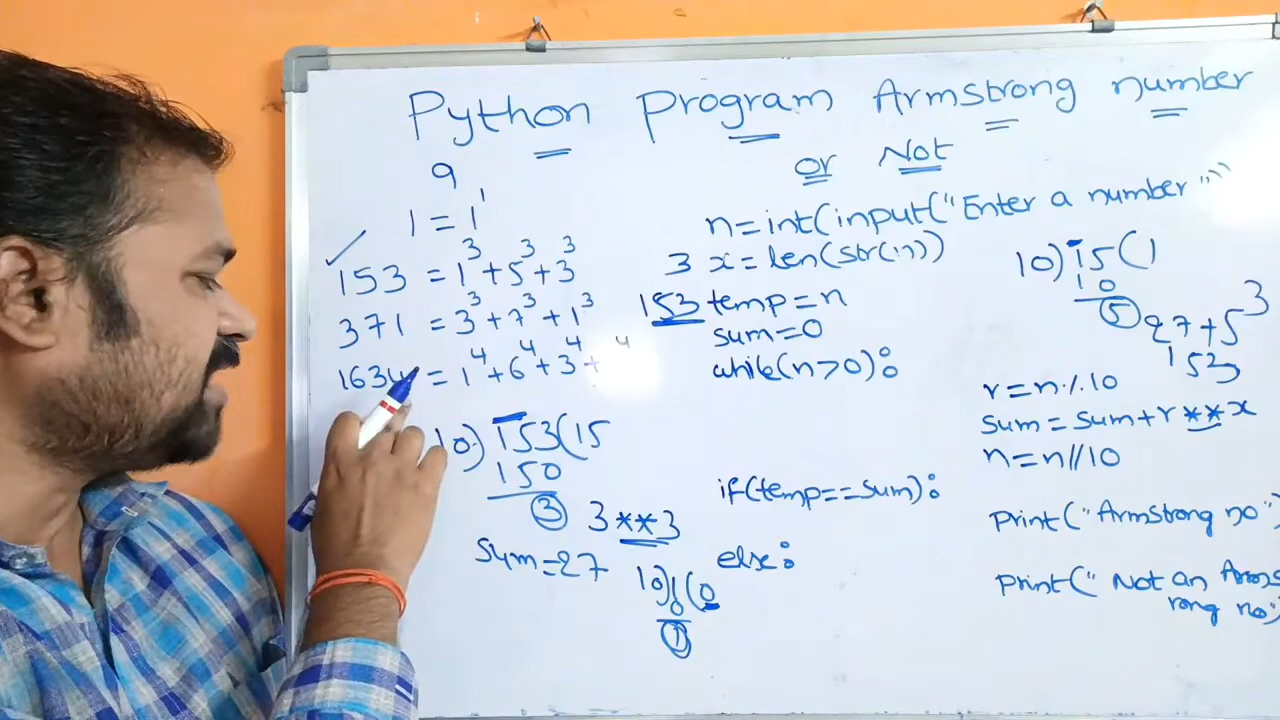 Python Program Armstrong number
or Not
9
1 = 1¹
153 = 1³+5³+3³
371 = 3³+7³+1³
1634 = 1⁴+6⁴+3⁴+ ⁴
10)153(15
150
3
3**3
sum=27
10)1(0
0
1
n=int(input("Enter a number"))
3 x=len(str(n))
153 temp=n
sum=0
while(n>0):
r=n%10
sum=sum+r**x
n=n//10
if(temp==sum):
print("Armstrong no")
else:
print(" Not an Armst
rong no")
10)15(1
10
5
27+5³
153